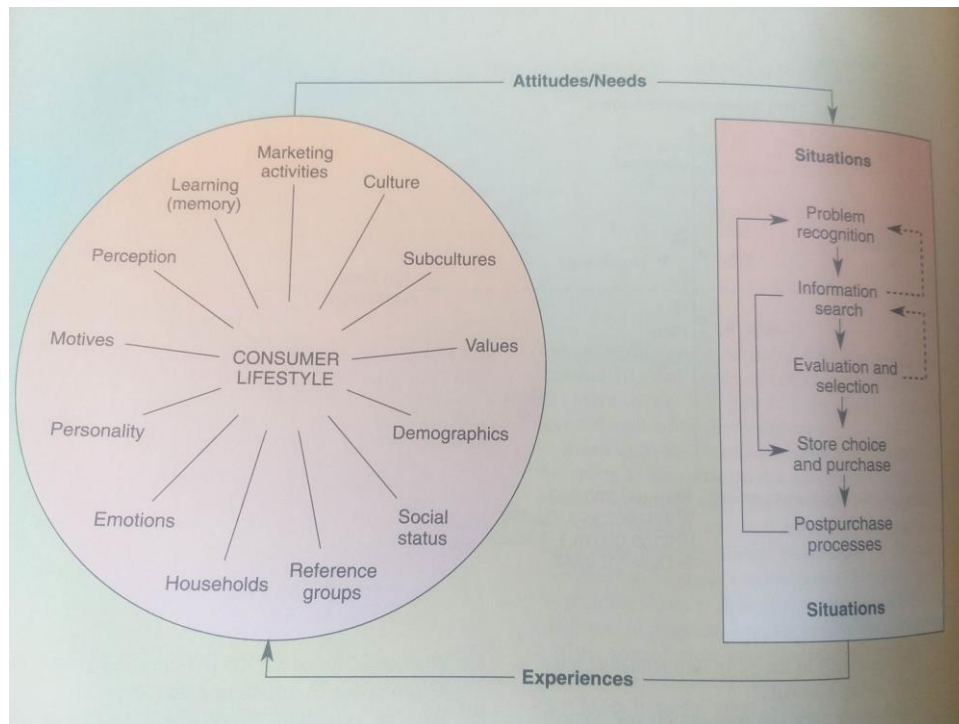 Attitudes/Needs
Marketing
activities
Learning
(memory)
Culture
Perception
Subcultures
Motives
CONSUMER
LIFESTYLE
Values
Personality
Demographics
Emotions
Social
status
Households
Reference
groups
Situations
Problem
recognition
Information
search
Evaluation and
selection
Store choice
and purchase
Postpurchase
processes
Situations
Experiences